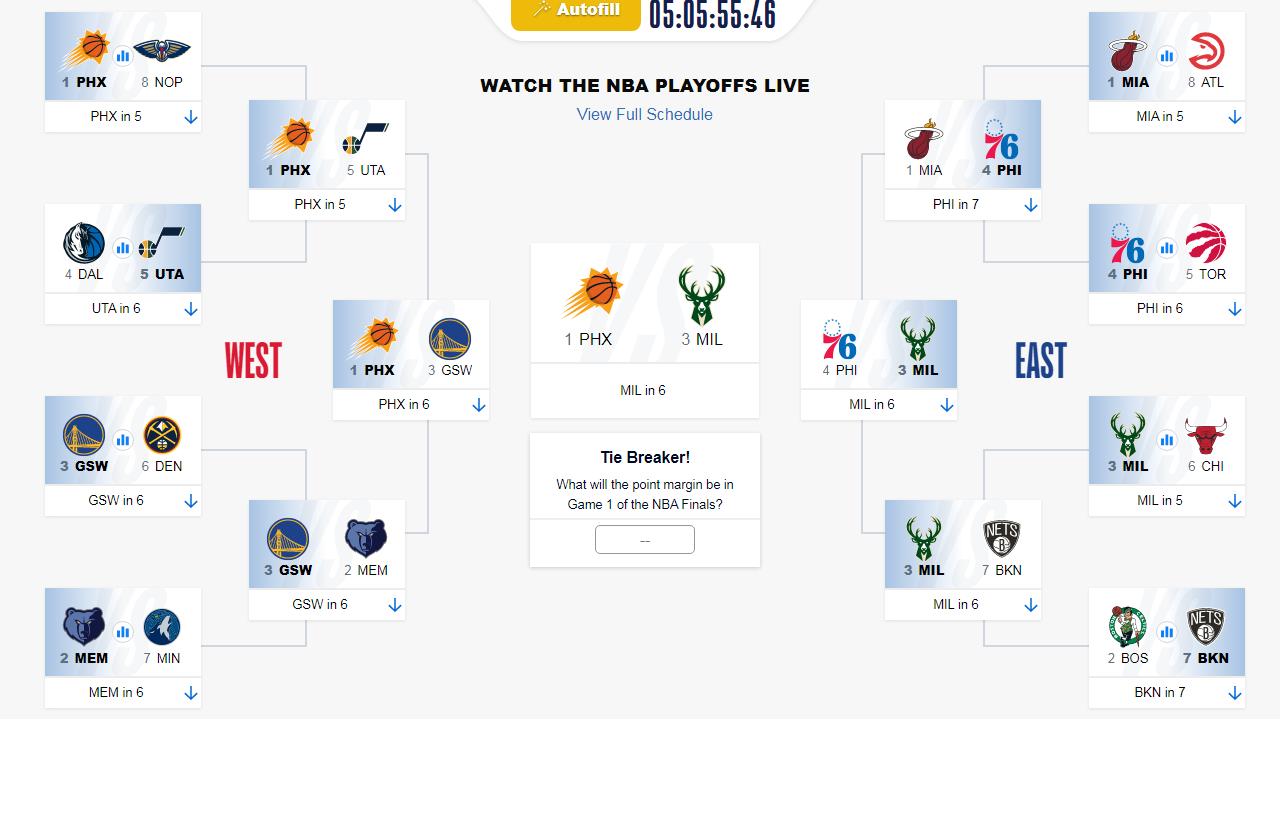 Autofill
05:05:55:46
WATCH THE NBA PLAYOFFS LIVE
View Full Schedule
1 PHX 8 NOP
PHX in 5
1 PHX 5 UTA
PHX in 5
4 DAL 5 UTA
UTA in 6
WEST
1 PHX 3 GSW
PHX in 6
3 GSW 6 DEN
GSW in 6
3 GSW 2 MEM
GSW in 6
2 MEM 7 MIN
MEM in 6
1 PHX 3 MIL
MIL in 6
Tie Breaker!
What will the point margin be in
Game 1 of the NBA Finals?
--
1 MIA 8 ATL
MIA in 5
76
1 MIA 4 PHI
PHI in 7
76
4 PHI 5 TOR
PHI in 6
EAST
76
4 PHI 3 MIL
MIL in 6
3 MIL 6 CHI
MIL in 5
NETS
B
3 MIL 7 BKN
MIL in 6
NETS
B
2 BOS 7 BKN
BKN in 7